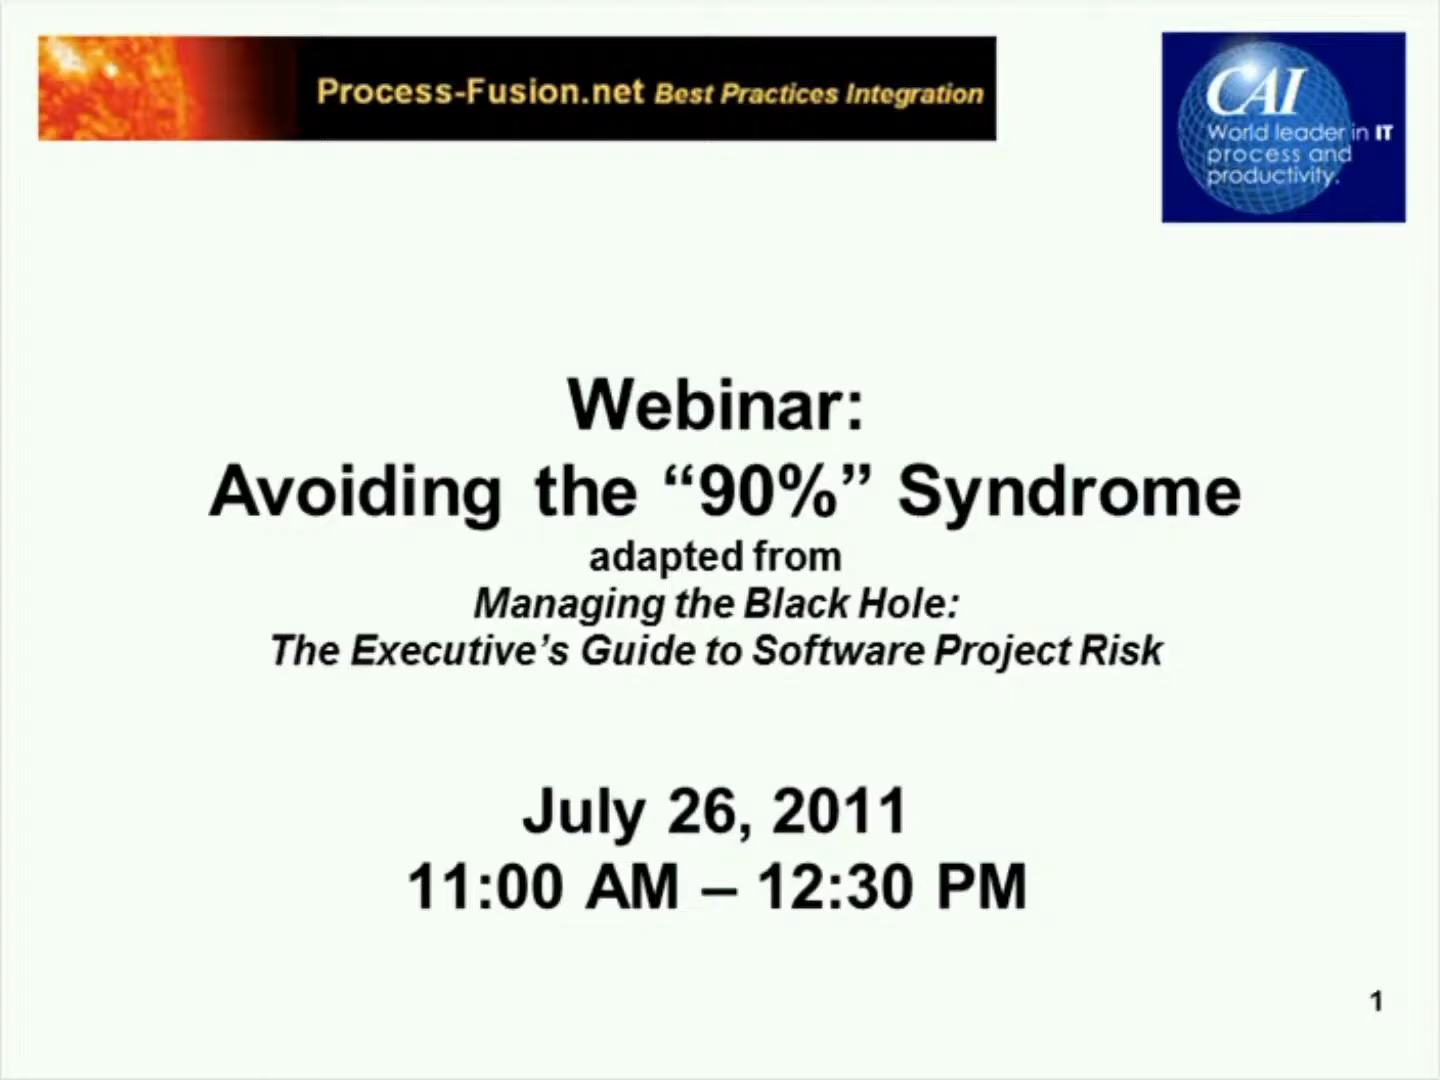 Process-Fusion.net Best Practices Integration
CAI
World leader in IT
process and
productivity.
Webinar:
Avoiding the “90%” Syndrome
adapted from
Managing the Black Hole:
The Executive’s Guide to Software Project Risk
July 26, 2011
11:00 AM – 12:30 PM
1